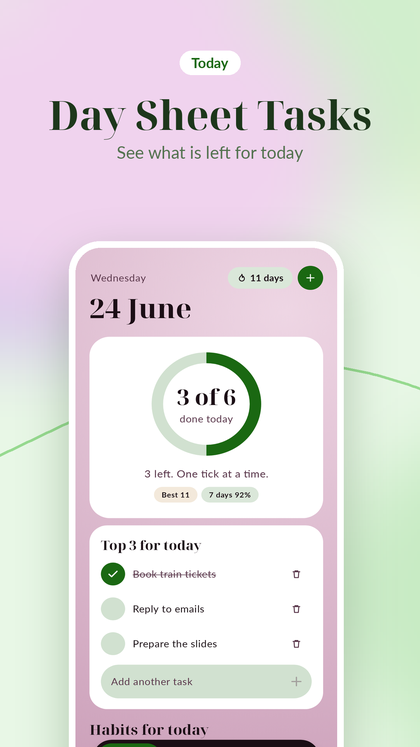 Today
Day Sheet Tasks
See what is left for today
Wednesday
11 days
24 June
3 of 6
done today
3 left. One tick at a time.
Best 11
7 days 92%
Top 3 for today
Book train tickets
Reply to emails
Prepare the slides
Add another task
Habits for today